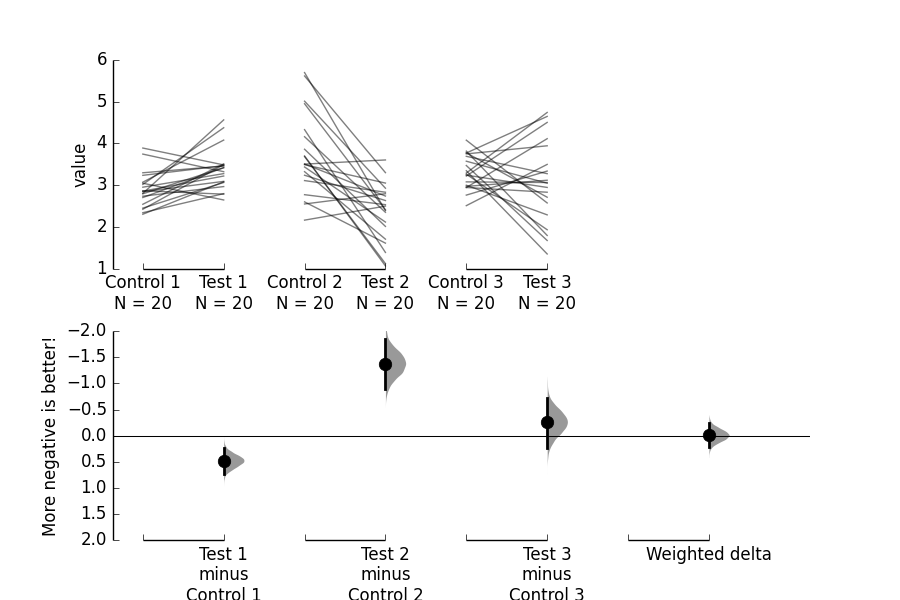 6
5
4
3
2
1
value
Control 1 Test 1 Control 2 Test 2 Control 3 Test 3
N = 20 N = 20 N = 20 N = 20 N = 20 N = 20
−2.0
−1.5
−1.0
−0.5
0.0
0.5
1.0
1.5
2.0
More negative is better!
Test 1
minus
Control 1
Test 2
minus
Control 2
Test 3
minus
Control 3
Weighted delta